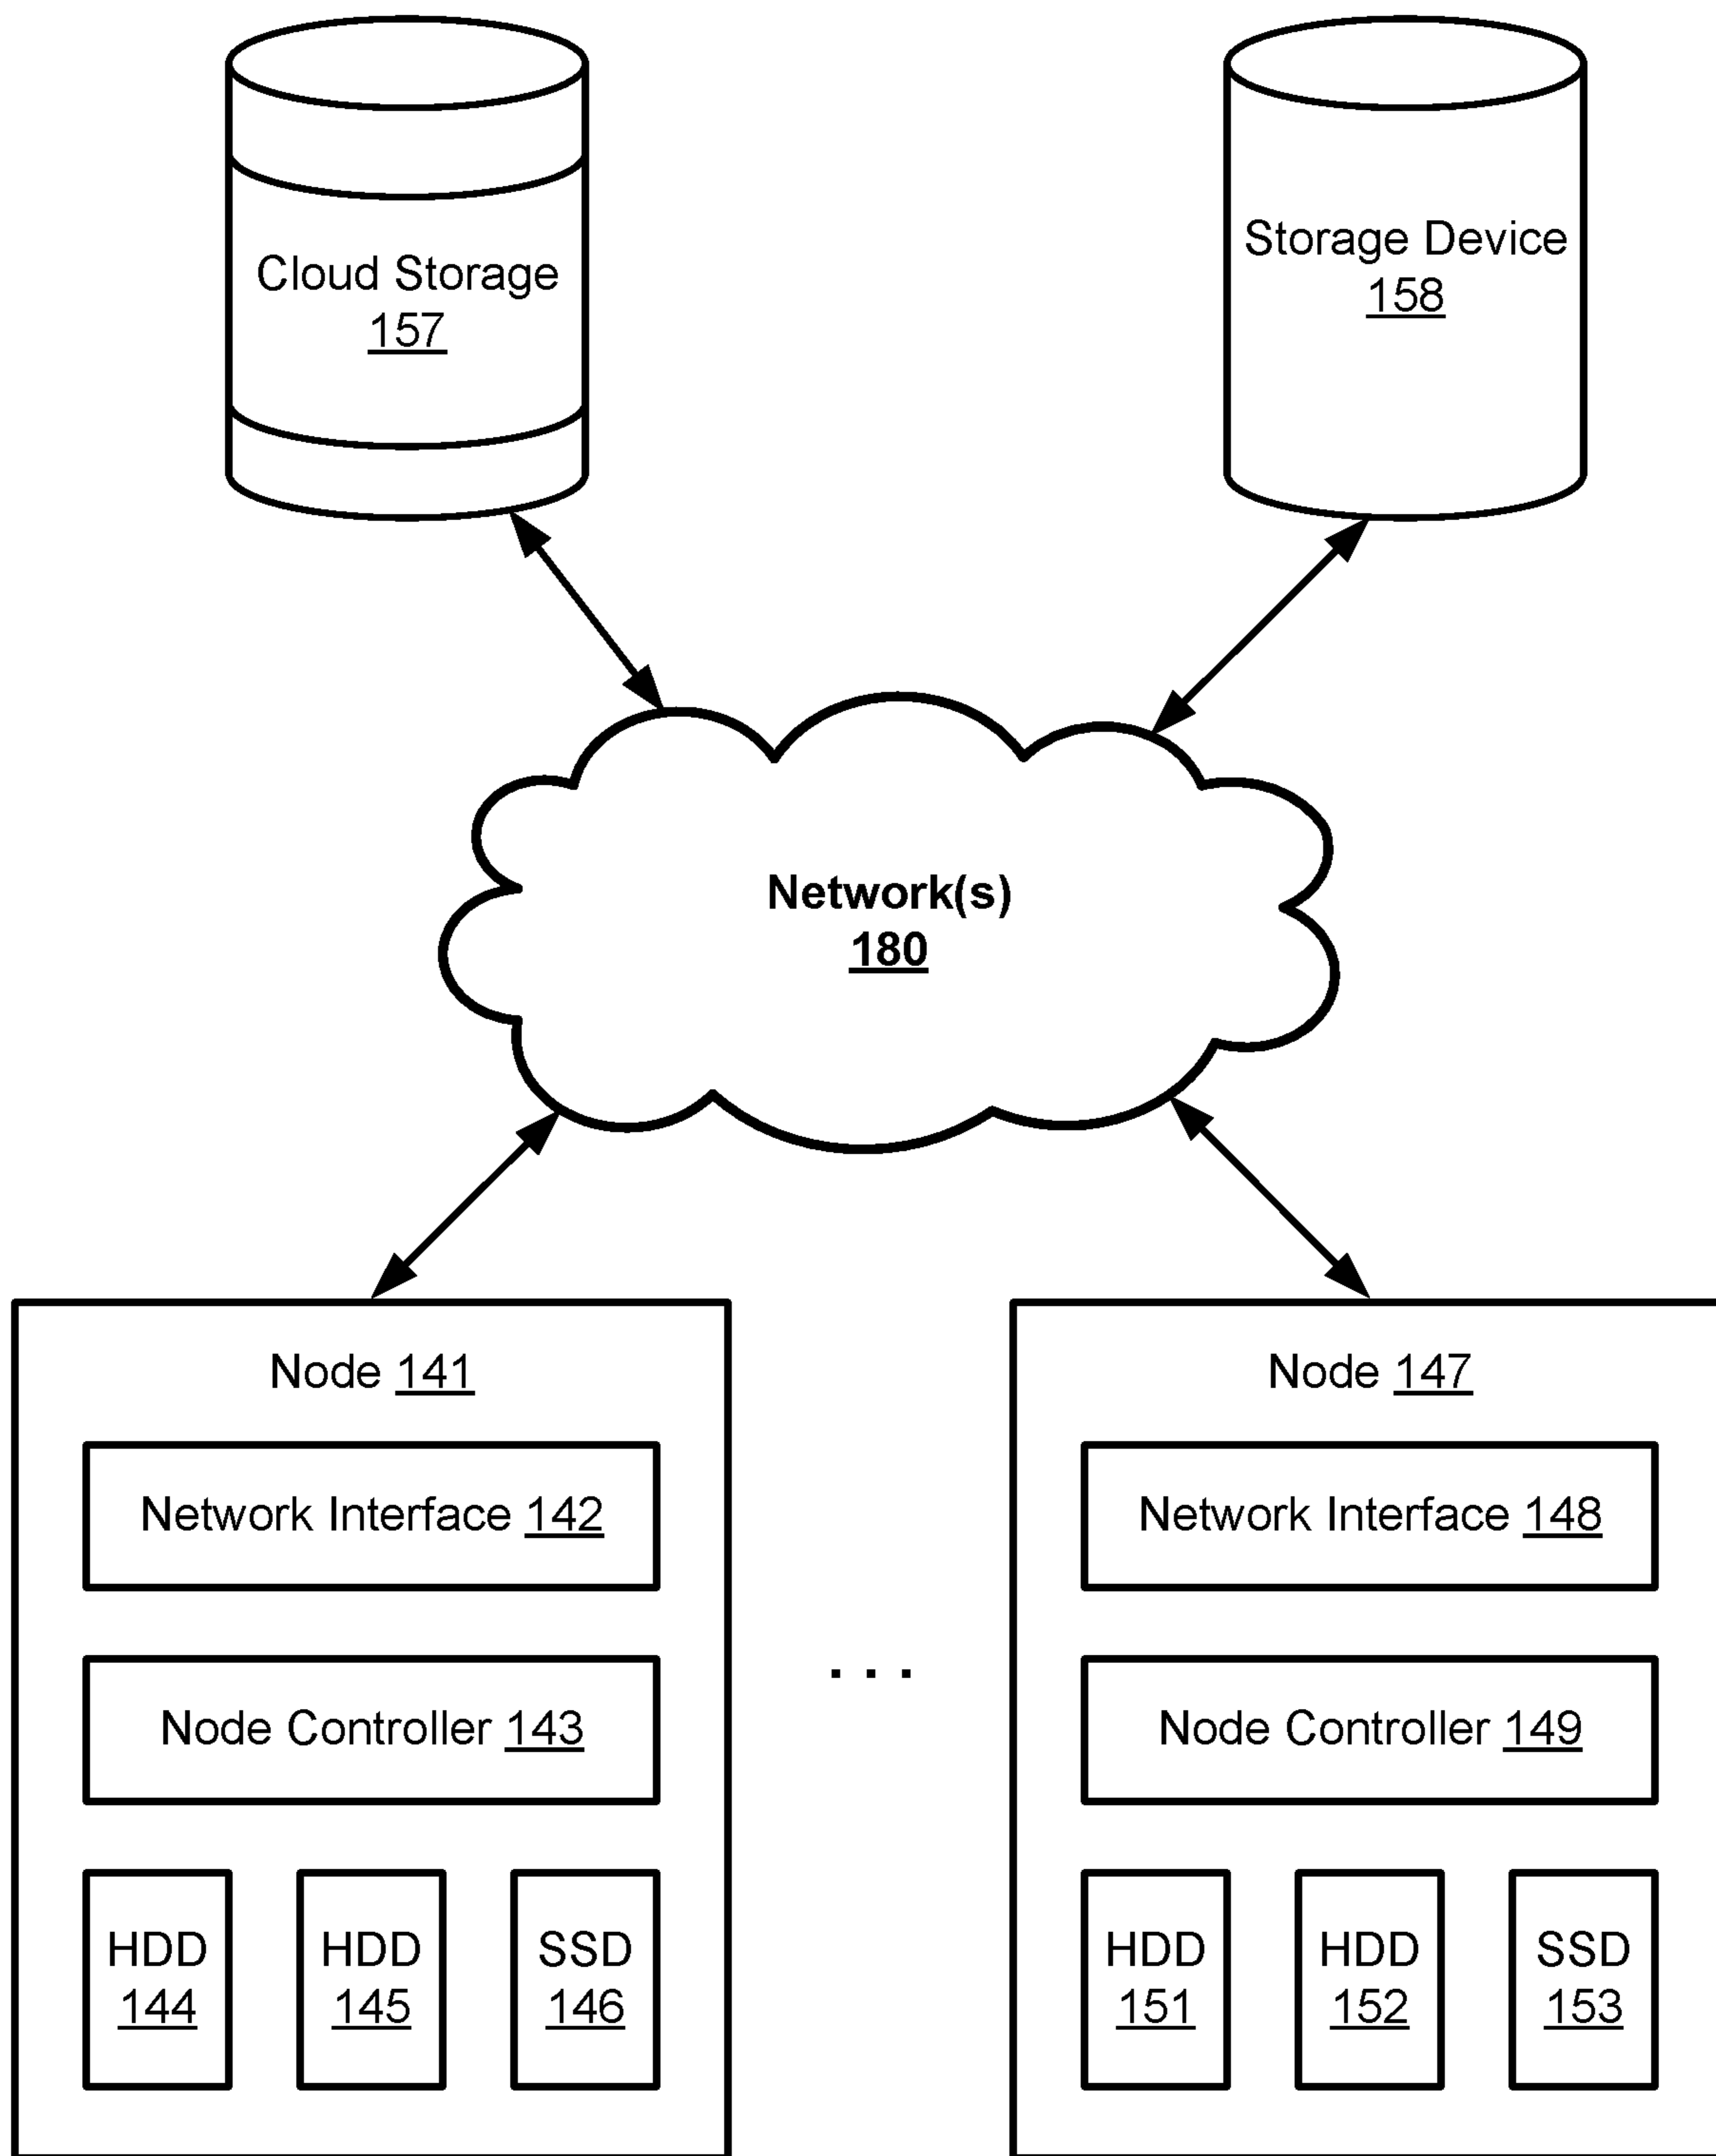 Cloud Storage
157
Storage Device
158
Network(s)
180
Node 141
Network Interface 142
Node Controller 143
HDD
144
HDD
145
SSD
146
. . .
Node 147
Network Interface 148
Node Controller 149
HDD
151
HDD
152
SSD
153